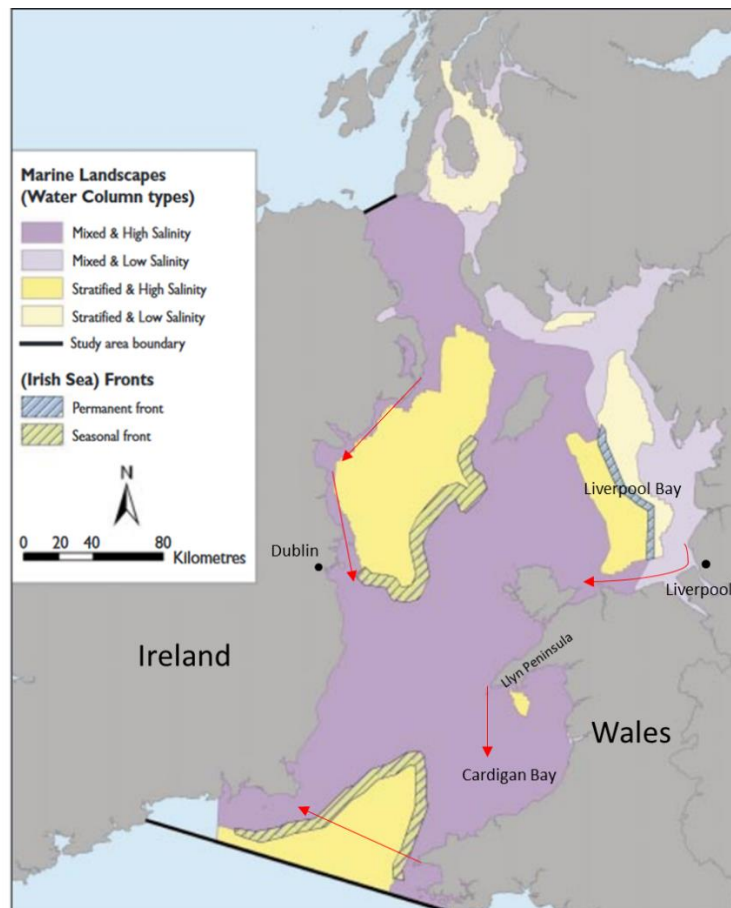 Marine Landscapes
(Water Column types)
Mixed & High Salinity
Mixed & Low Salinity
Stratified & High Salinity
Stratified & Low Salinity
Study area boundary
(Irish Sea) Fronts
Permanent front
Seasonal front
N
0 20 40 80
Kilometres
Liverpool Bay
Dublin
Liverpool
Ireland
Llyn Peninsula
Wales
Cardigan Bay